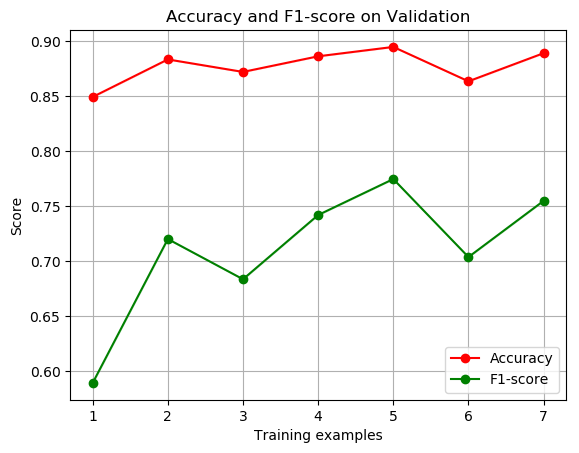 Accuracy and F1-score on Validation
0.90
0.85
0.80
0.75
0.70
0.65
0.60
Score
1 2 3 4 5 6 7
Training examples
Accuracy
F1-score